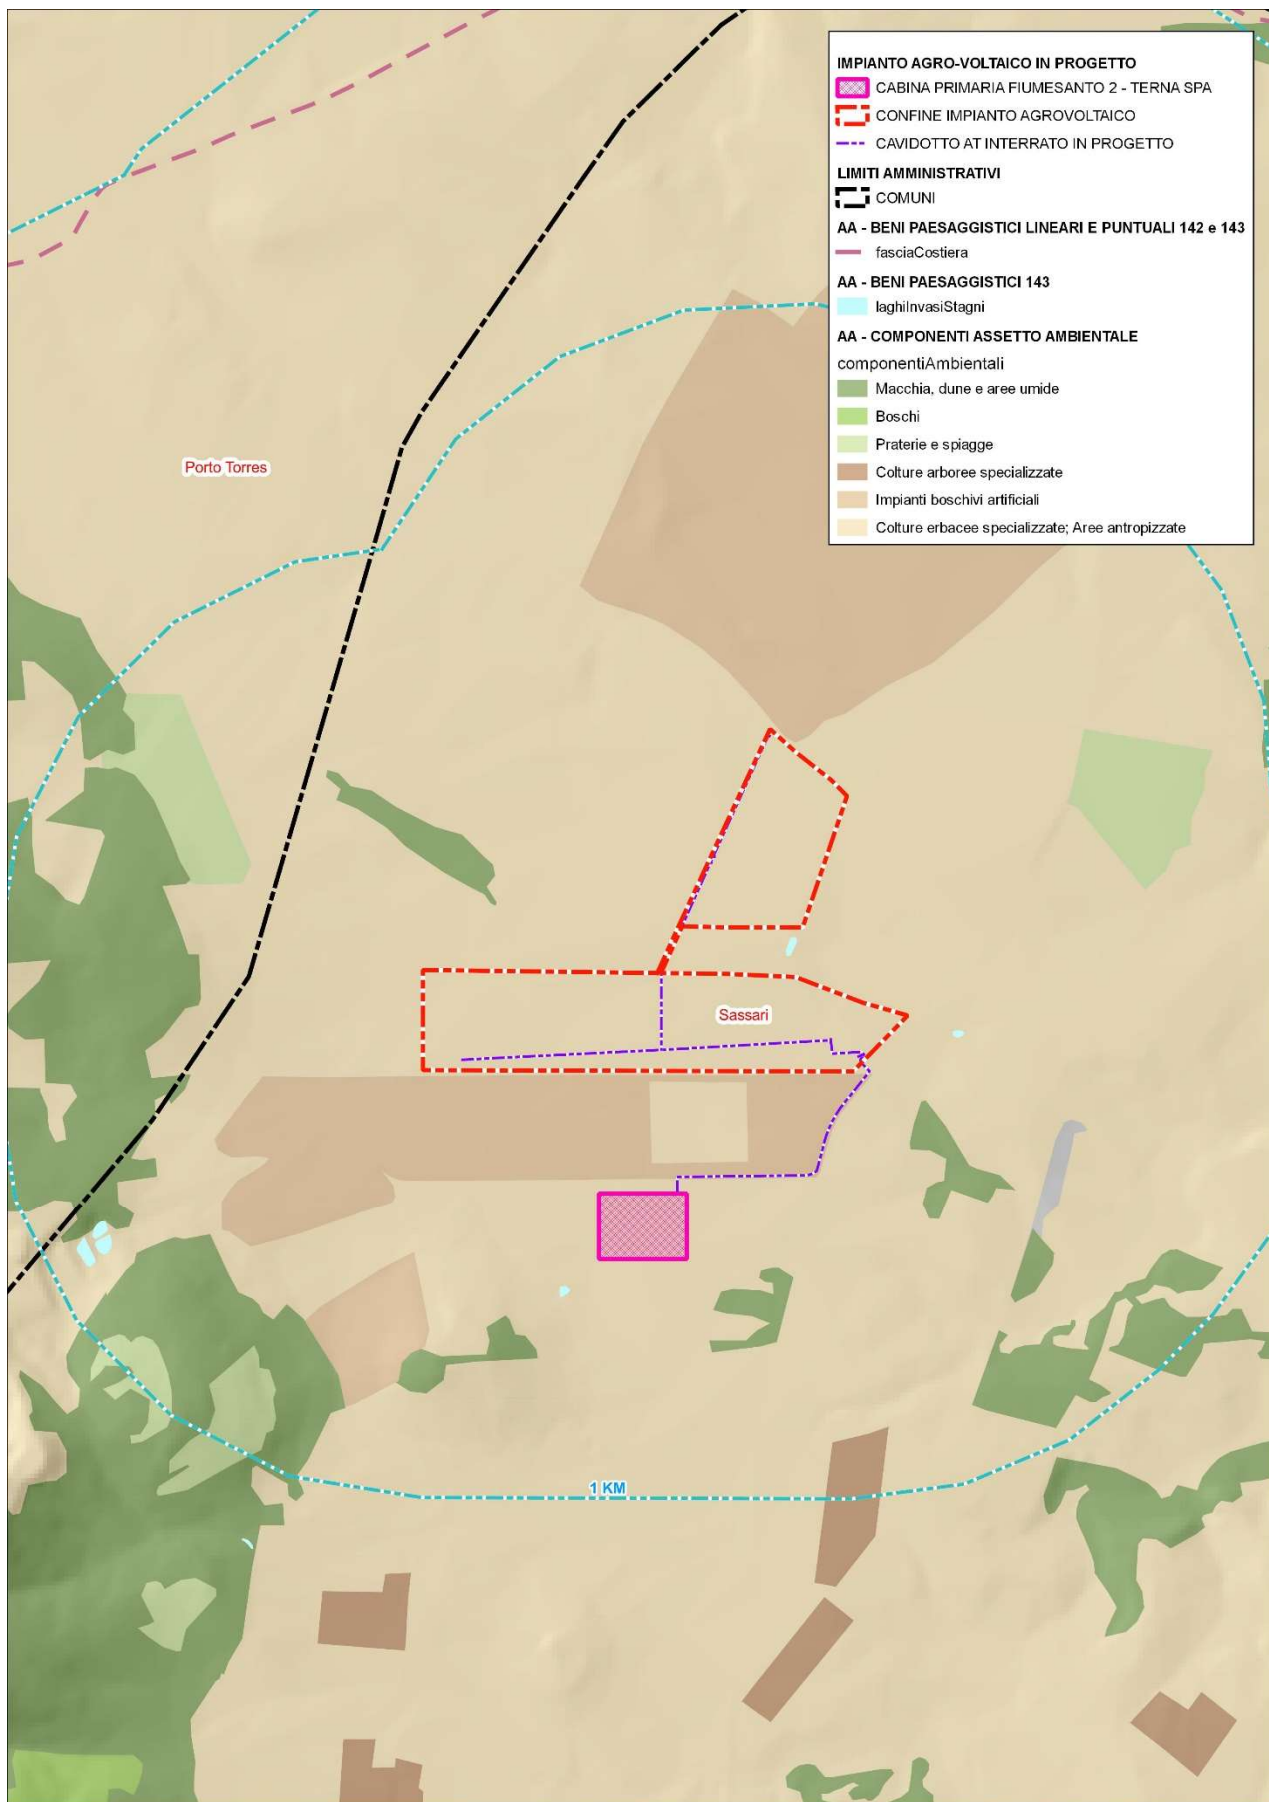 IMPIANTO AGRO-VOLTAICO IN PROGETTO
CABINA PRIMARIA FIUMESANTO 2 - TERNA SPA
CONFINE IMPIANTO AGROVOLTAICO
CAVIDOTTO AT INTERRATO IN PROGETTO
LIMITI AMMINISTRATIVI
COMUNI
AA - BENI PAESAGGISTICI LINEARI E PUNTUALI 142 e 143
fasciaCostiera
AA - BENI PAESAGGISTICI 143
laghiInvasiStagni
AA - COMPONENTI ASSETTO AMBIENTALE
componentiAmbientali
Macchia, dune e aree umide
Boschi
Praterie e spiagge
Colture arboree specializzate
Impianti boschivi artificiali
Colture erbacee specializzate; Aree antropizzate
Porto Torres
Sassari
1 KM